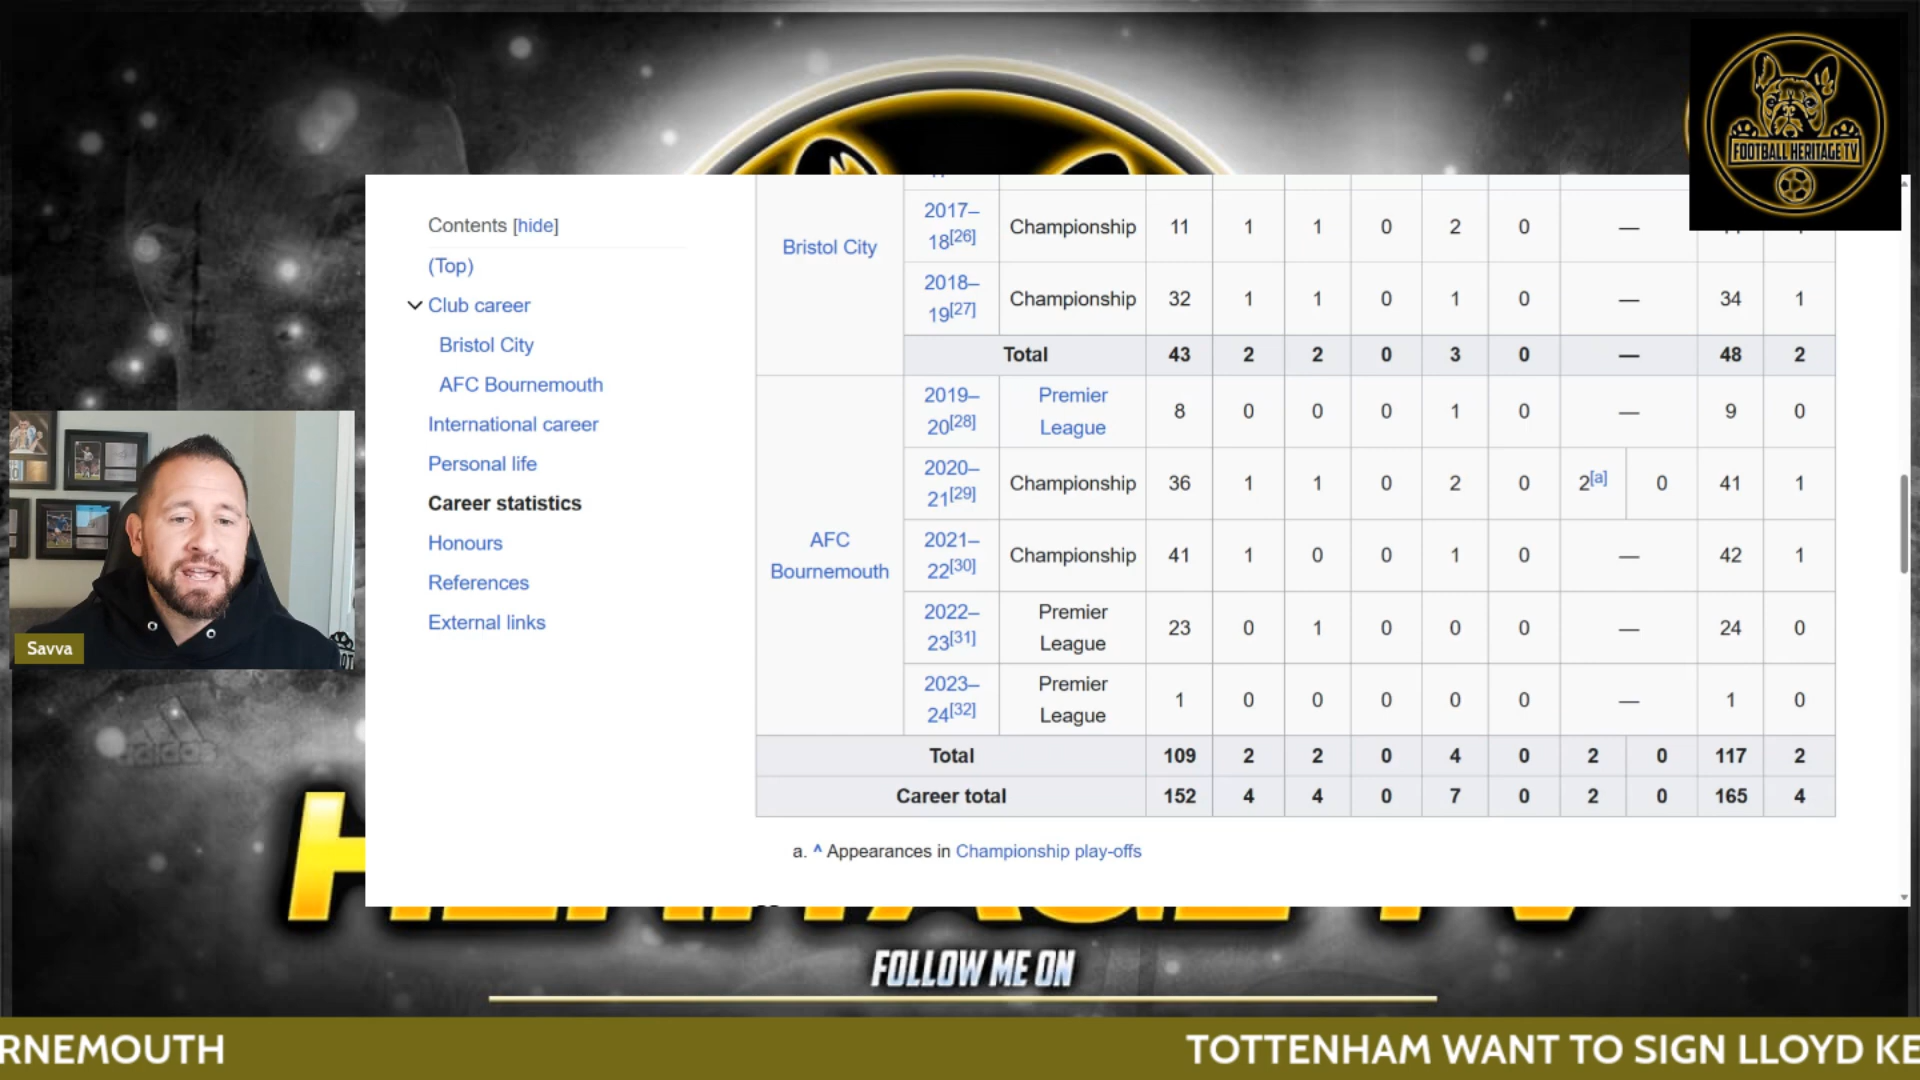 FOOTBALL HERITAGE TV
Contents [hide]
(Top)
Club career
Bristol City
AFC Bournemouth
International career
Personal life
Career statistics
Honours
References
External links
Bristol City
2017–18[26] Championship 11 1 1 0 2 0 —
2018–19[27] Championship 32 1 1 0 1 0 — 34 1
Total 43 2 2 0 3 0 — 48 2
AFC Bournemouth
2019–20[28] Premier League 8 0 0 0 1 0 — 9 0
2020–21[29] Championship 36 1 1 0 2 0 2[a] 0 41 1
2021–22[30] Championship 41 1 0 0 1 0 — 42 1
2022–23[31] Premier League 23 0 1 0 0 0 — 24 0
2023–24[32] Premier League 1 0 0 0 0 0 — 1 0
Total 109 2 2 0 4 0 2 0 117 2
Career total 152 4 4 0 7 0 2 0 165 4
a. ^ Appearances in Championship play-offs
Savva
adidas
FOLLOW ME ON
RNEMOUTH
TOTTENHAM WANT TO SIGN LLOYD KE